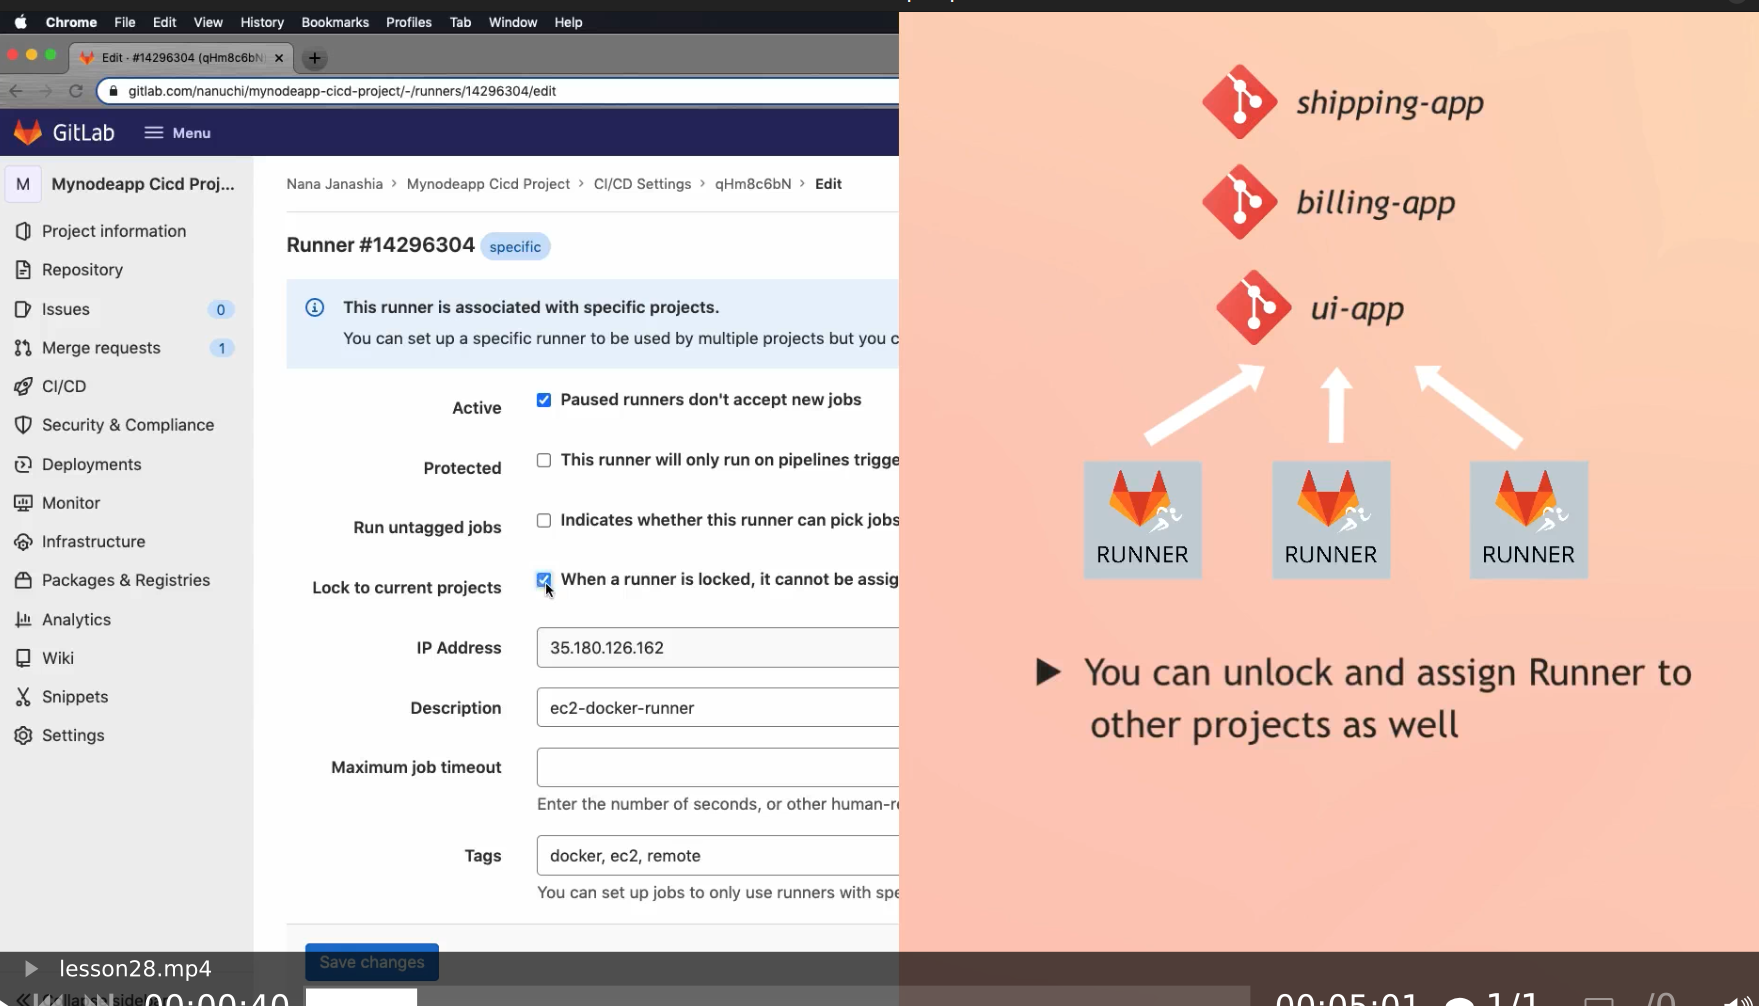 Chrome File Edit View History Bookmarks Profiles Tab Window Help
Edit · #14296304 (qHm8c6bN)
gitlab.com/nanuchi/mynodeapp-cicd-project/-/runners/14296304/edit
GitLab Menu
M Mynodeapp Cicd Proj...
Project information
Repository
Issues 0
Merge requests 1
CI/CD
Security & Compliance
Deployments
Monitor
Infrastructure
Packages & Registries
Analytics
Wiki
Snippets
Settings
Nana Janashia > Mynodeapp Cicd Project > CI/CD Settings > qHm8c6bN > Edit
Runner #14296304 specific
This runner is associated with specific projects.
You can set up a specific runner to be used by multiple projects but you c
Active Paused runners don't accept new jobs
Protected This runner will only run on pipelines trigge
Run untagged jobs Indicates whether this runner can pick jobs
Lock to current projects When a runner is locked, it cannot be assig
IP Address 35.180.126.162
Description ec2-docker-runner
Maximum job timeout
Enter the number of seconds, or other human-r
Tags docker, ec2, remote
You can set up jobs to only use runners with spe
Save changes
shipping-app
billing-app
ui-app
RUNNER RUNNER RUNNER
You can unlock and assign Runner to
other projects as well
lesson28.mp4
Collapse sideba
00:00:40 00:05:01 1/1 /0